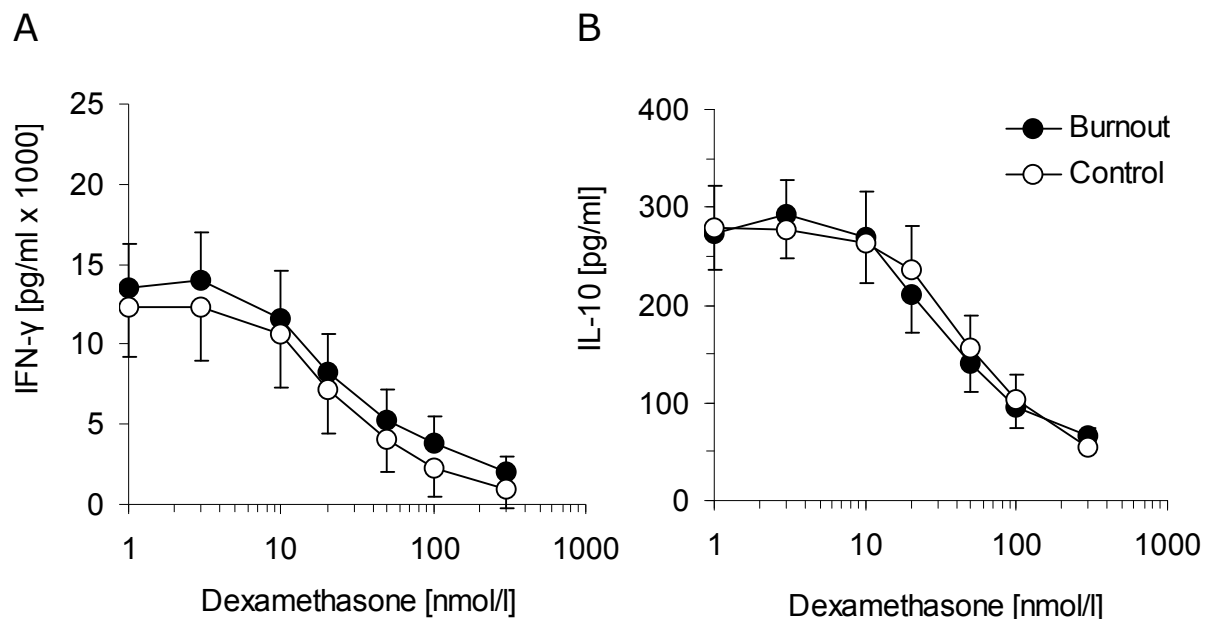 A
B
25
20
15
10
5
0
IFN-γ [pg/ml x 1000]
1 10 100 1000
Dexamethasone [nmol/l]
400
300
200
100
0
IL-10 [pg/ml]
Burnout
Control
1 10 100 1000
Dexamethasone [nmol/l]